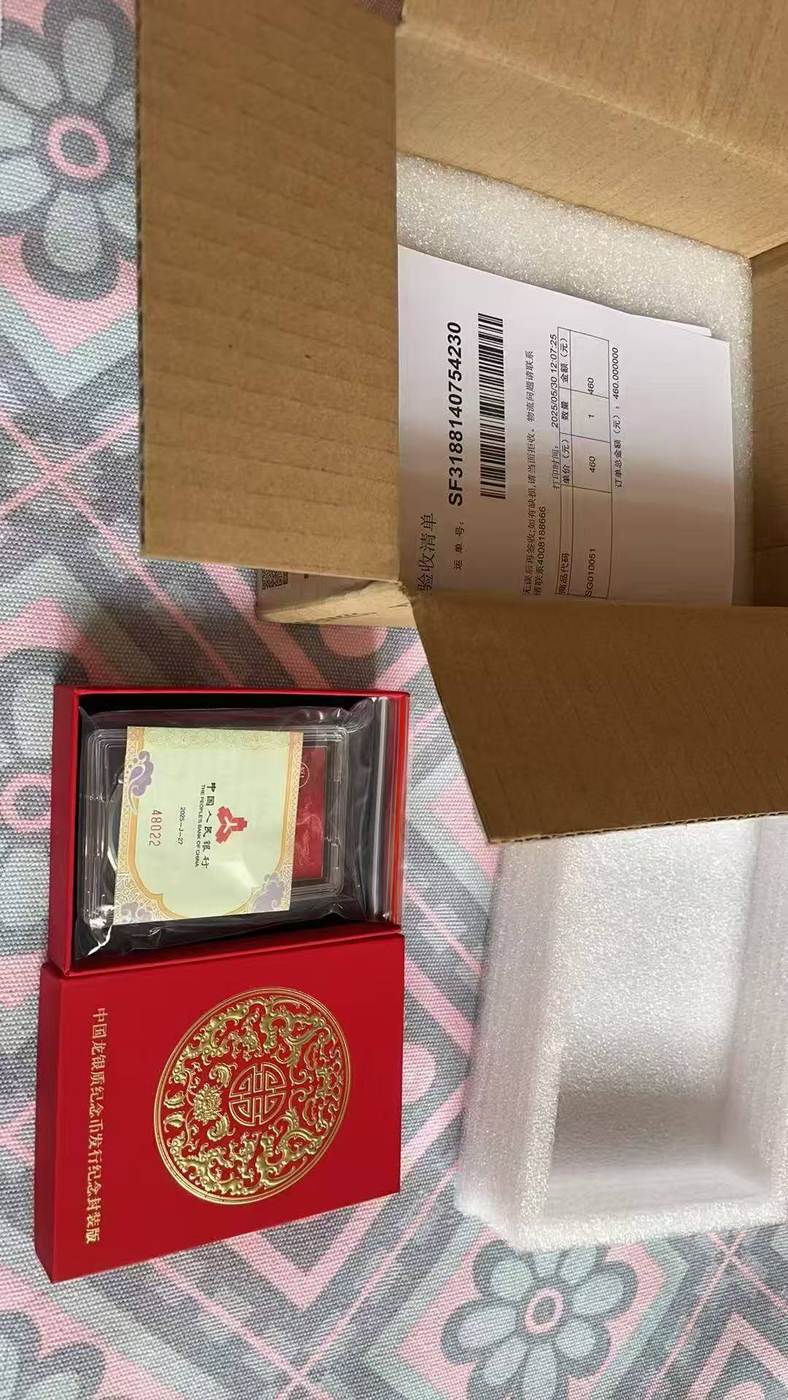 验收清单
运 单 号: SF3188140754230
无误后再签收;如有缺损,请当面拒收。物流问题请联系
请联系4008188666
打印时间: 2025/05/30 12:07:25
商品代码 单价(元) 数量 金额(元)
SG010051 460 1 460
订单总金额(元): 460.000000
中国人民银行
THE PEOPLE'S BANK OF CHINA
2025—J—27
48022
中国龙银质纪念币发行纪念封装版